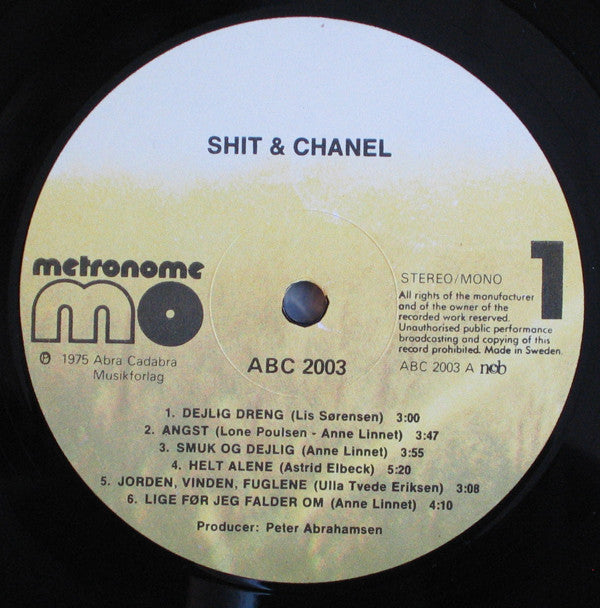 SHIT & CHANEL
metronome
mo
℗ 1975 Abra Cadabra
Musikforlag
ABC 2003
STEREO/MONO
1
All rights of the manufacturer
and of the owner of the
recorded work reserved.
Unauthorised public performance
broadcasting and copying of this
record prohibited. Made in Sweden.
ABC 2003 A ncb
1. DEJLIG DRENG (Lis Sørensen) 3:00
2. ANGST (Lone Poulsen - Anne Linnet) 3:47
3. SMUK OG DEJLIG (Anne Linnet) 3:55
4. HELT ALENE (Astrid Elbeck) 5:20
5. JORDEN, VINDEN, FUGLENE (Ulla Tvede Eriksen) 3:08
6. LIGE FØR JEG FALDER OM (Anne Linnet) 4:10
Producer: Peter Abrahamsen